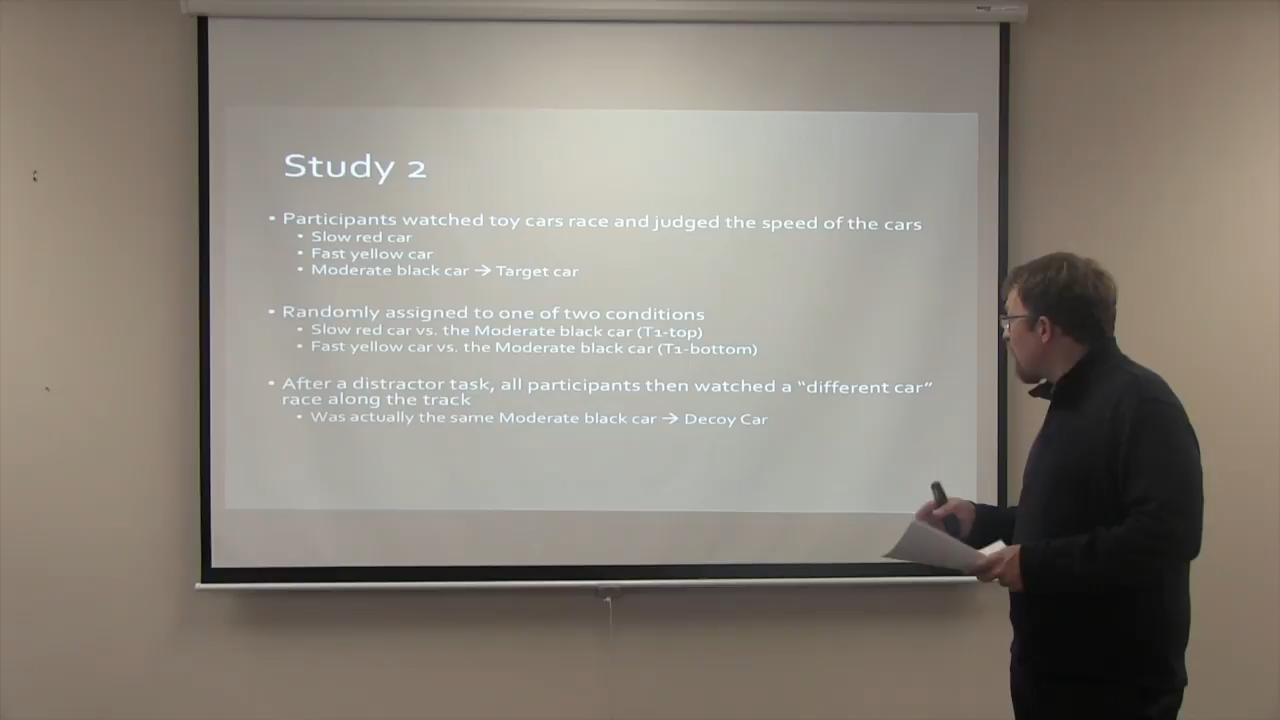 Study 2
• Participants watched toy cars race and judged the speed of the cars
• Slow red car
• Fast yellow car
• Moderate black car → Target car
• Randomly assigned to one of two conditions
• Slow red car vs. the Moderate black car (T1-top)
• Fast yellow car vs. the Moderate black car (T1-bottom)
• After a distractor task, all participants then watched a “different car”
race along the track
• Was actually the same Moderate black car → Decoy Car